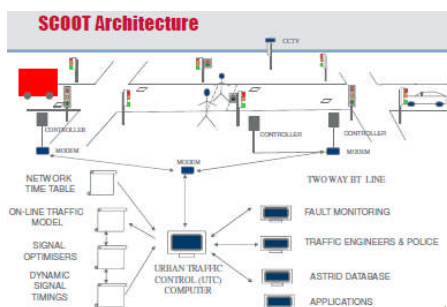 SCOOT Architecture
CCTV
CONTROLLER
CONTROLLER
CONTROLLER
MODEM
MODEM
MODEM
TWO WAY BT LINE
NETWORK
TIME TABLE
ON-LINE TRAFFIC
MODEL
SIGNAL
OPTIMISERS
DYNAMIC
SIGNAL
TIMINGS
URBAN TRAFFIC
CONTROL (UTC)
COMPUTER
FAULT MONITORING
TRAFFIC ENGINEERS & POLICE
ASTRID DATABASE
APPLICATIONS